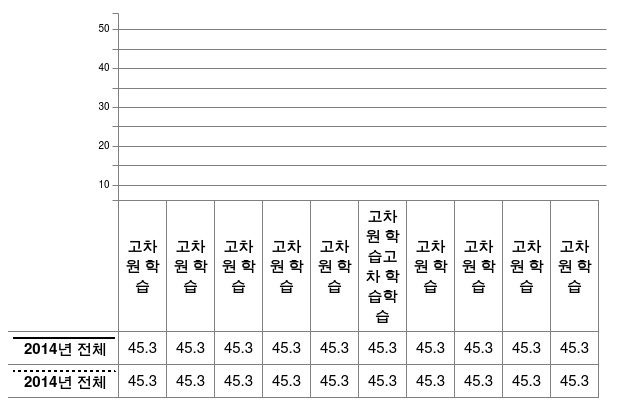 50
40
30
20
10
고차 고차 고차 고차 고차 고차 고차 고차 고차 고차
원 학 원 학 원 학 원 학 원 학 원 학 원 학 원 학 원 학 원 학
습 습 습 습 습 습고 습 습 습 습
차 학
습학
습
2014년 전체 45.3 45.3 45.3 45.3 45.3 45.3 45.3 45.3 45.3 45.3
2014년 전체 45.3 45.3 45.3 45.3 45.3 45.3 45.3 45.3 45.3 45.3